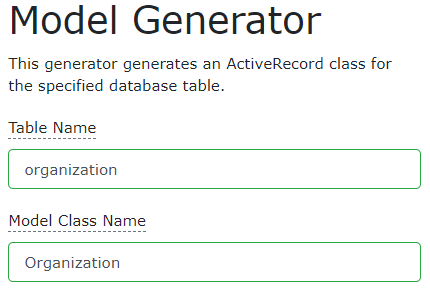 Model Generator
This generator generates an ActiveRecord class for
the specified database table.
Table Name
organization
Model Class Name
Organization